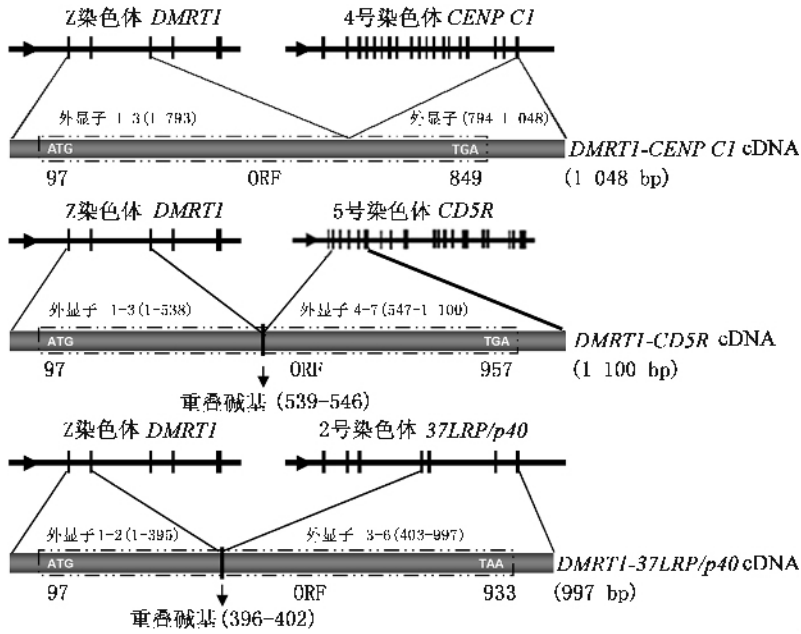 Z染色体 DMRT1 4号染色体 CENP C1
外显子 1-3(1-793) 外显子(794-1 048)
ATG TGA DMRT1-CENP C1 cDNA
97 ORF 849 (1 048 bp)
Z染色体 DMRT1 5号染色体 CD5R
外显子 1-3(1-538) 外显子 4-7(547-1 100)
ATG TGA DMRT1-CD5R cDNA
97 ORF 957 (1 100 bp)
重叠碱基(539-546)
Z染色体 DMRT1 2号染色体 37LRP/p40
外显子1-2(1-395) 外显子 3-6(403-997)
ATG TAA DMRT1-37LRP/p40 cDNA
97 ORF 933 (997 bp)
重叠碱基(396-402)